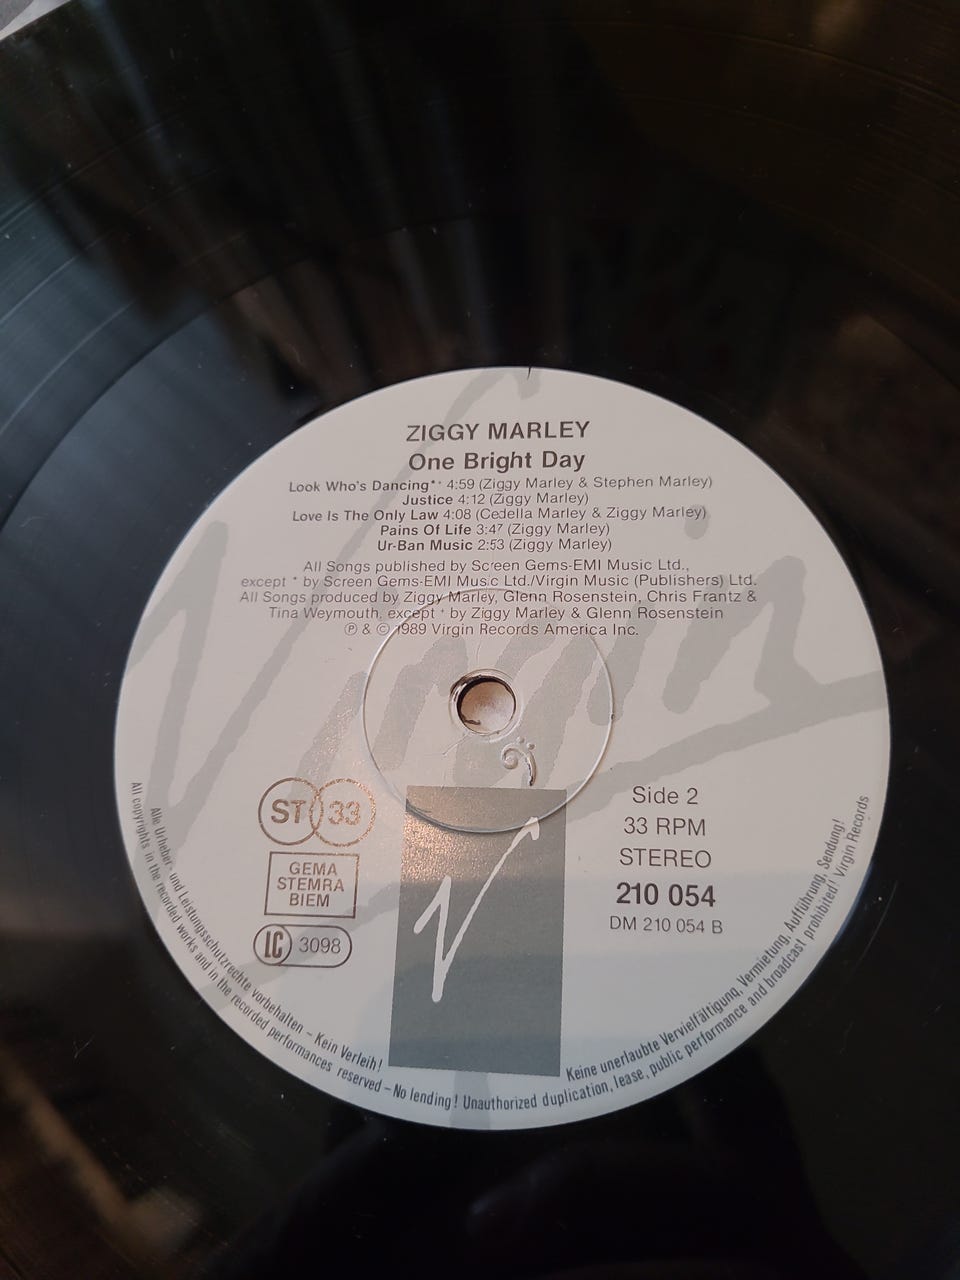 ZIGGY MARLEY
One Bright Day
Look Who's Dancing*⁺ 4:59 (Ziggy Marley & Stephen Marley)
Justice 4:12 (Ziggy Marley)
Love Is The Only Law 4:08 (Cedella Marley & Ziggy Marley)
Pains Of Life 3:47 (Ziggy Marley)
Ur-Ban Music 2:53 (Ziggy Marley)
All Songs published by Screen Gems-EMI Music Ltd.,
except * by Screen Gems-EMI Music Ltd./Virgin Music (Publishers) Ltd.
All Songs produced by Ziggy Marley, Glenn Rosenstein, Chris Frantz &
Tina Weymouth, except ⁺ by Ziggy Marley & Glenn Rosenstein
℗ & © 1989 Virgin Records America Inc.
Virgin
ST 33
GEMA
STEMRA
BIEM
LC 3098
V
Side 2
33 RPM
STEREO
210 054
DM 210 054 B
Alle Urheber- und Leistungsschutzrechte vorbehalten – Kein Verleih! Keine unerlaubte Vervielfältigung, Vermietung, Aufführung, Sendung!
All copyrights in the recorded works and in the recorded performances reserved – No lending! Unauthorized duplication, lease, public performance and broadcast prohibited! Virgin Records